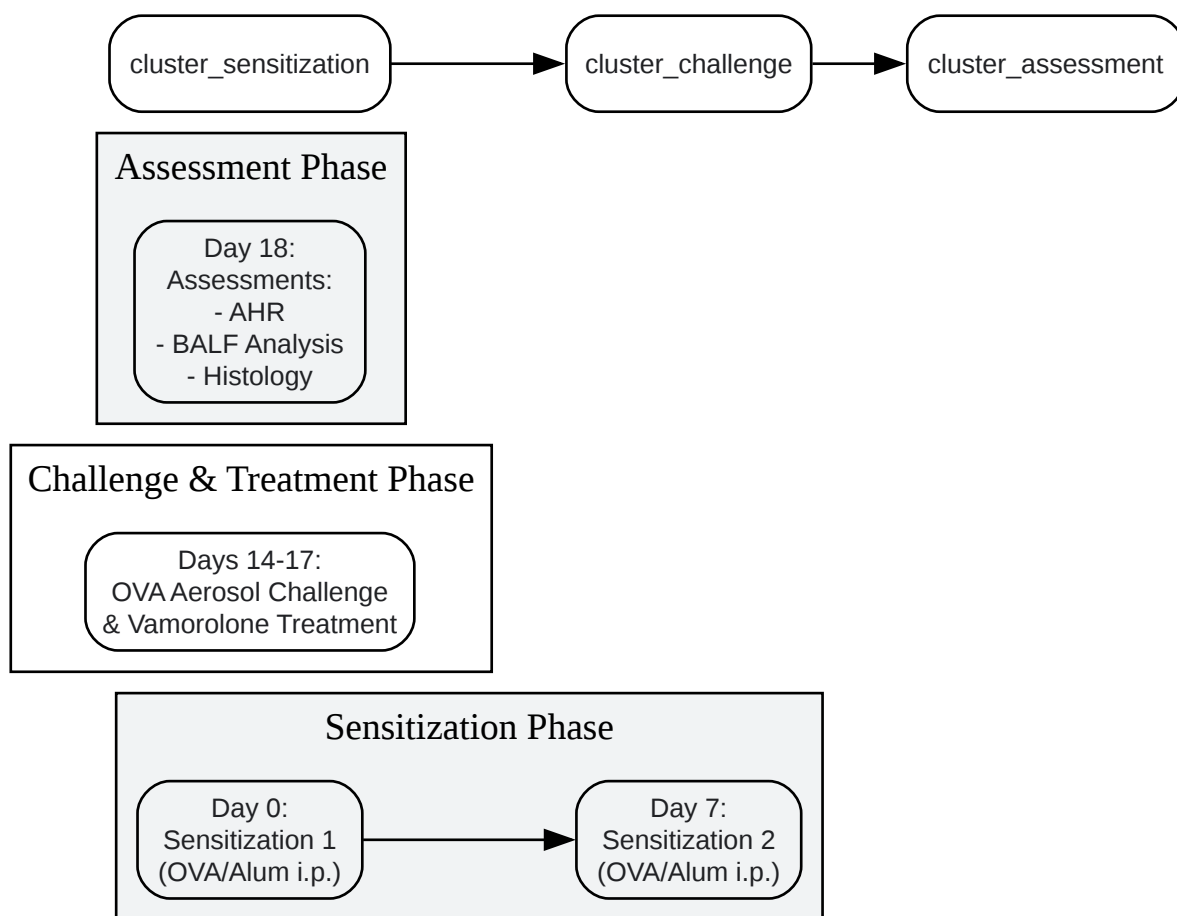 cluster_sensitization
cluster_challenge
cluster_assessment
Assessment Phase
Day 18:
Assessments:
- AHR
- BALF Analysis
- Histology
Challenge & Treatment Phase
Days 14-17:
OVA Aerosol Challenge
& Vamorolone Treatment
Sensitization Phase
Day 0:
Sensitization 1
(OVA/Alum i.p.)
Day 7:
Sensitization 2
(OVA/Alum i.p.)